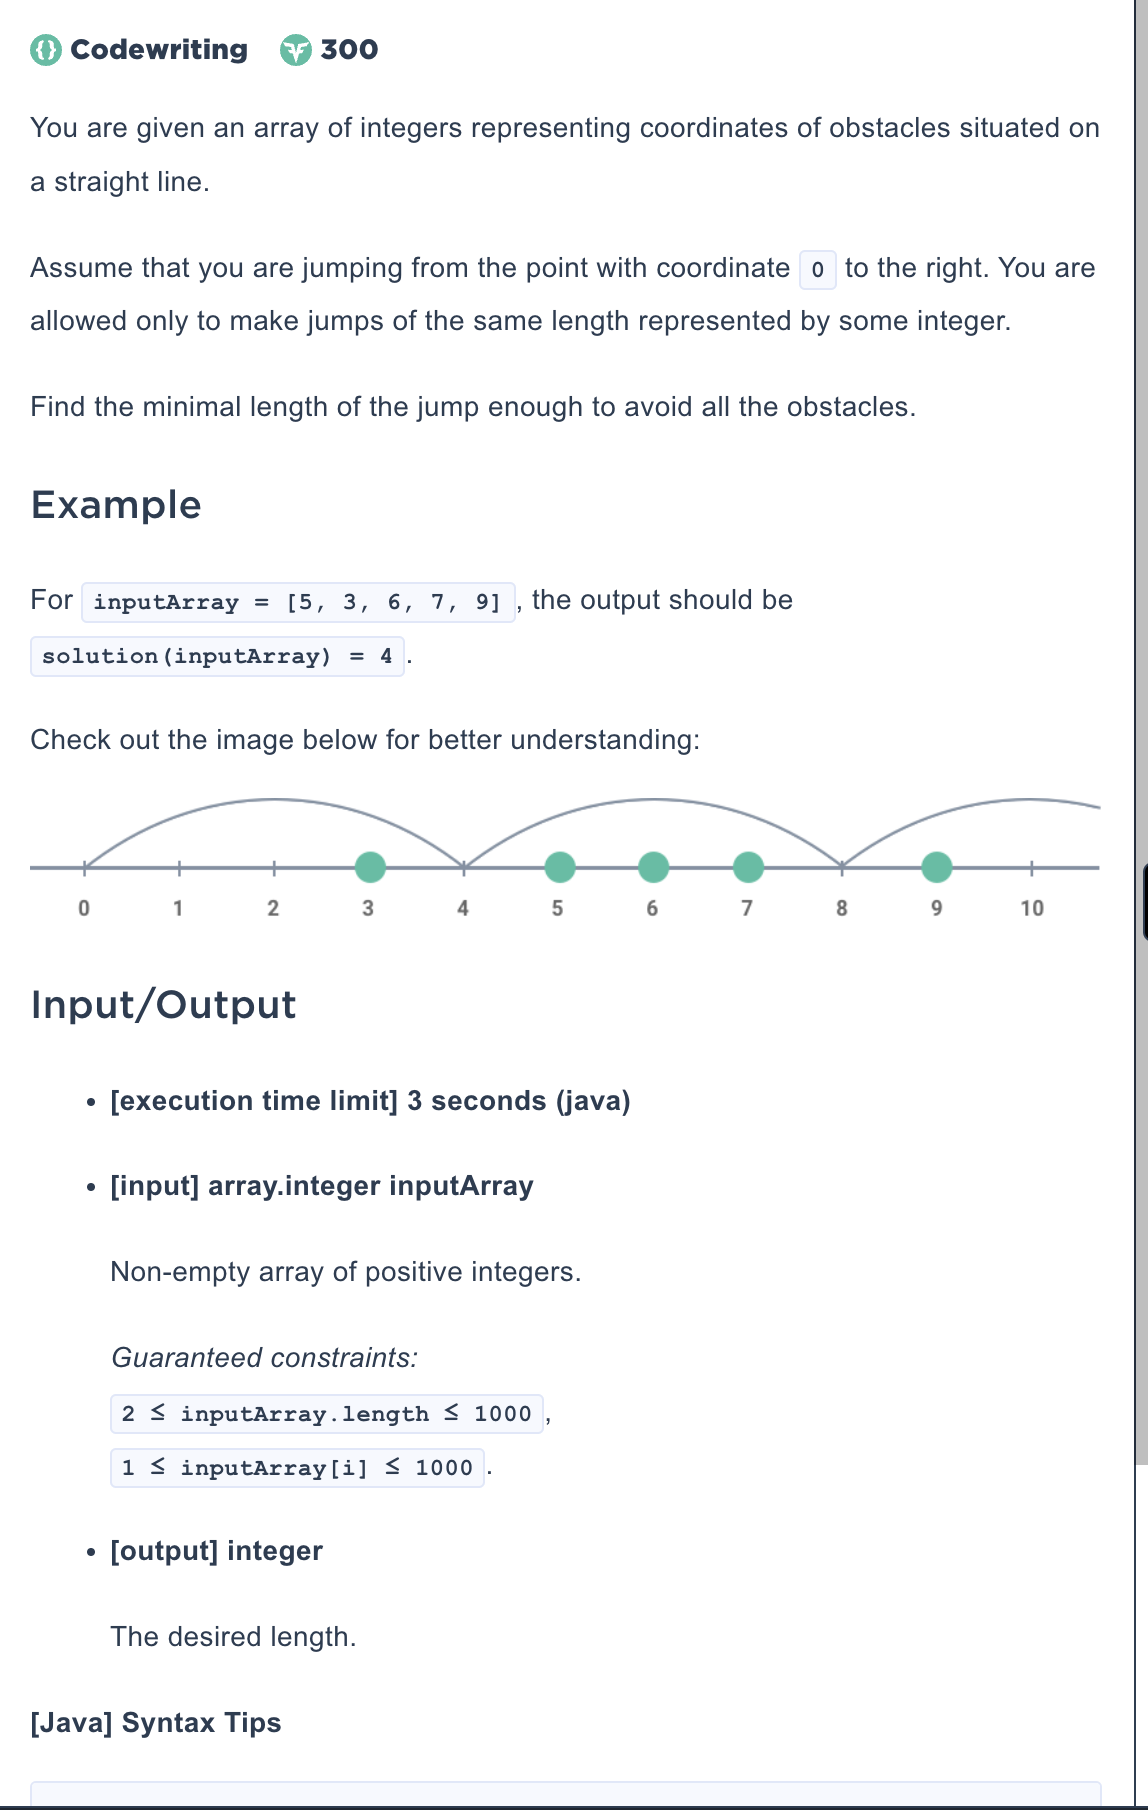 {} Codewriting 300
You are given an array of integers representing coordinates of obstacles situated on
a straight line.
Assume that you are jumping from the point with coordinate 0 to the right. You are
allowed only to make jumps of the same length represented by some integer.
Find the minimal length of the jump enough to avoid all the obstacles.
Example
For inputArray = [5, 3, 6, 7, 9], the output should be
solution(inputArray) = 4.
Check out the image below for better understanding:
0 1 2 3 4 5 6 7 8 9 10
Input/Output
• [execution time limit] 3 seconds (java)
• [input] array.integer inputArray
Non-empty array of positive integers.
Guaranteed constraints:
2 ≤ inputArray.length ≤ 1000,
1 ≤ inputArray[i] ≤ 1000.
• [output] integer
The desired length.
[Java] Syntax Tips